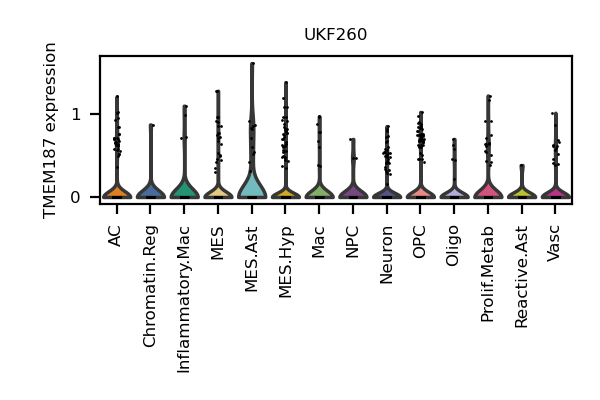 UKF260
TMEM187 expression
1
0
AC
Chromatin.Reg
Inflammatory.Mac
MES
MES.Ast
MES.Hyp
Mac
NPC
Neuron
OPC
Oligo
Prolif.Metab
Reactive.Ast
Vasc